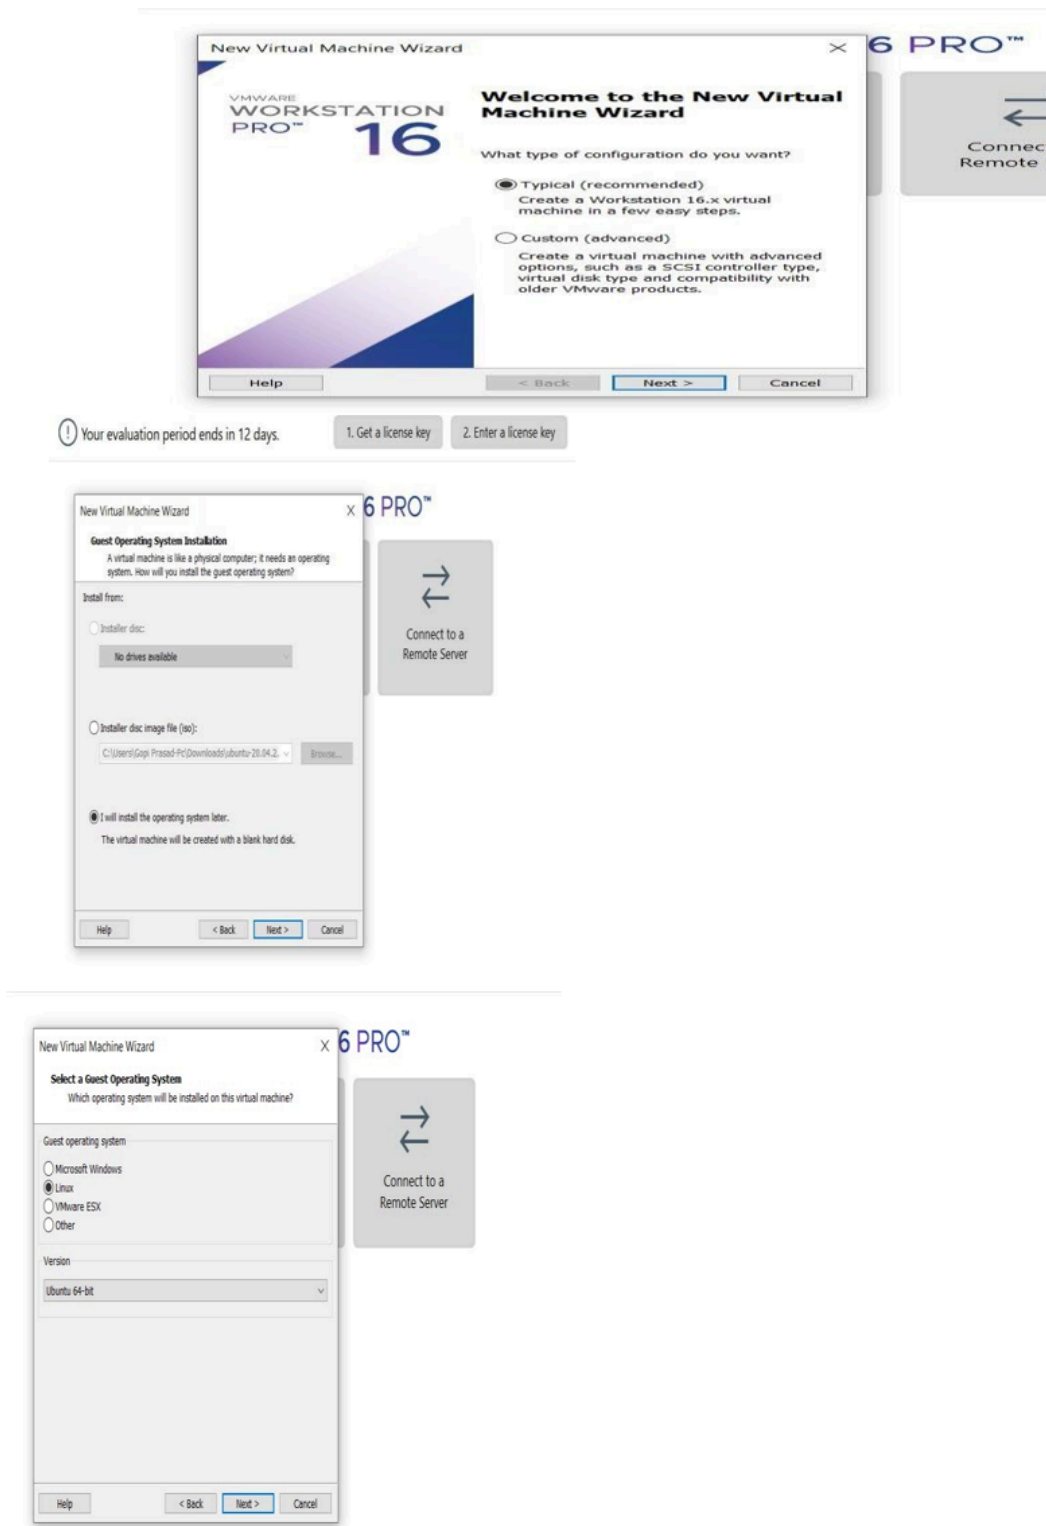 New Virtual Machine Wizard
6 PRO™
VMWARE
WORKSTATION
PRO™ 16
Welcome to the New Virtual
Machine Wizard
What type of configuration do you want?
Typical (recommended)
Create a Workstation 16.x virtual
machine in a few easy steps.
Custom (advanced)
Create a virtual machine with advanced
options, such as a SCSI controller type,
virtual disk type and compatibility with
older VMware products.
Connec
Remote
Help
< Back
Next >
Cancel
Your evaluation period ends in 12 days.
1. Get a license key
2. Enter a license key
New Virtual Machine Wizard
6 PRO™
Guest Operating System Installation
A virtual machine is like a physical computer; it needs an operating
system. How will you install the guest operating system?
Install from:
Installer disc:
No drives available
Connect to a
Remote Server
Installer disc image file (iso):
C:\Users\Gopi Prasad-Pc\Downloads\ubuntu-20.04.2.
Browse...
I will install the operating system later.
The virtual machine will be created with a blank hard disk.
Help
< Back
Next >
Cancel
New Virtual Machine Wizard
6 PRO™
Select a Guest Operating System
Which operating system will be installed on this virtual machine?
Guest operating system
Microsoft Windows
Linux
VMware ESX
Other
Connect to a
Remote Server
Version
Ubuntu 64-bit
Help
< Back
Next >
Cancel